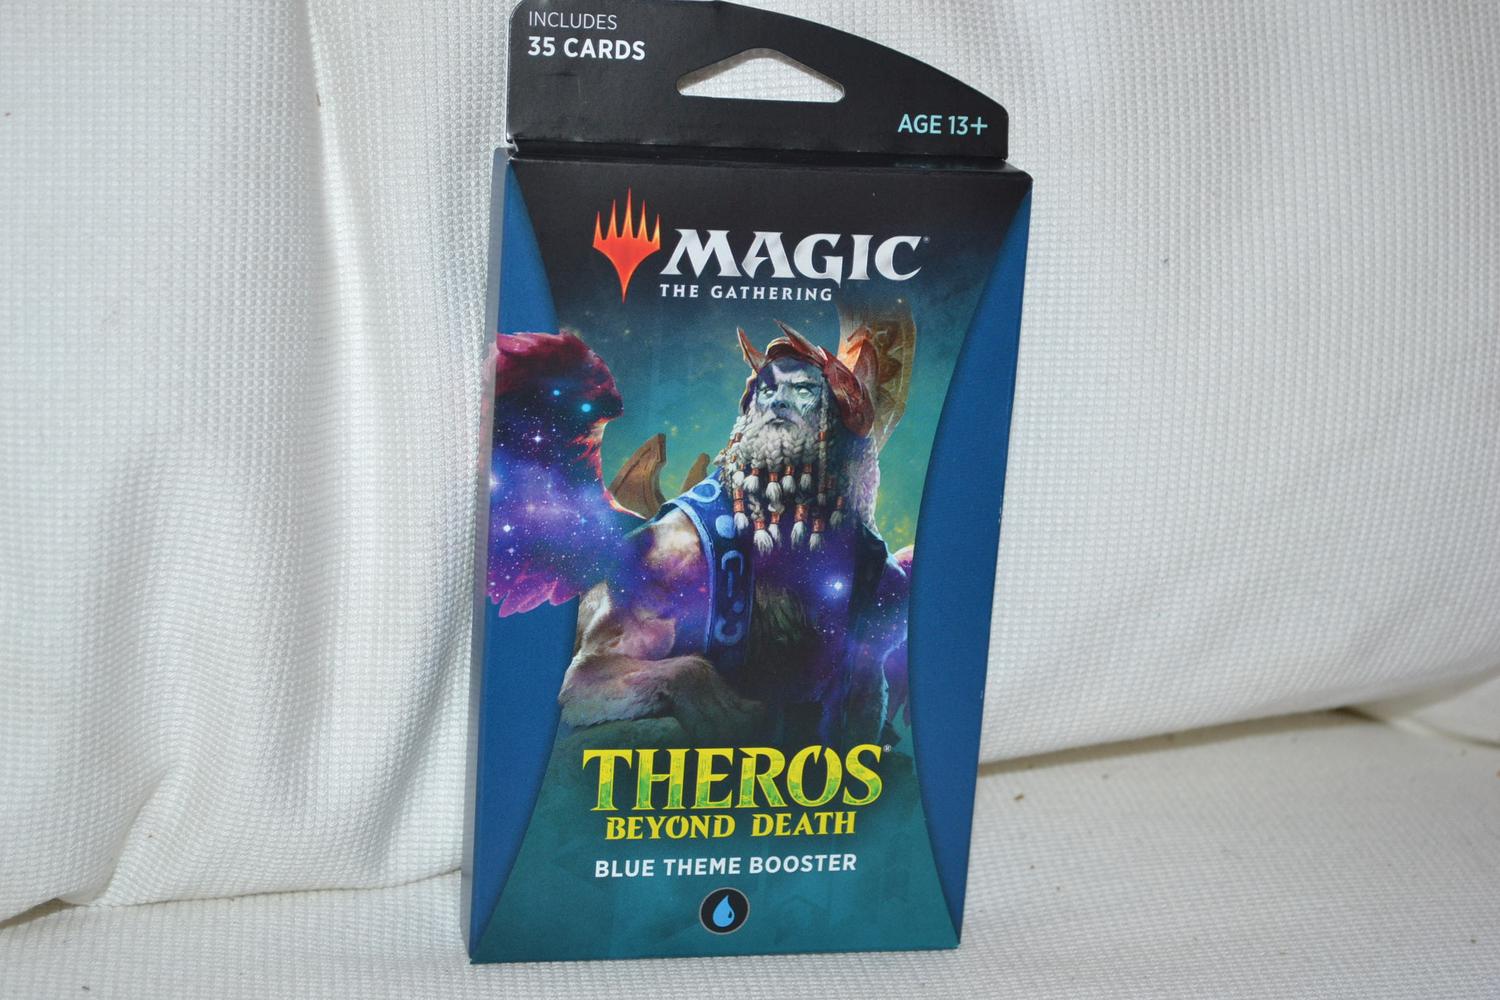 INCLUDES
35 CARDS
AGE 13+
MAGIC®
THE GATHERING
THEROS®
BEYOND DEATH
BLUE THEME BOOSTER